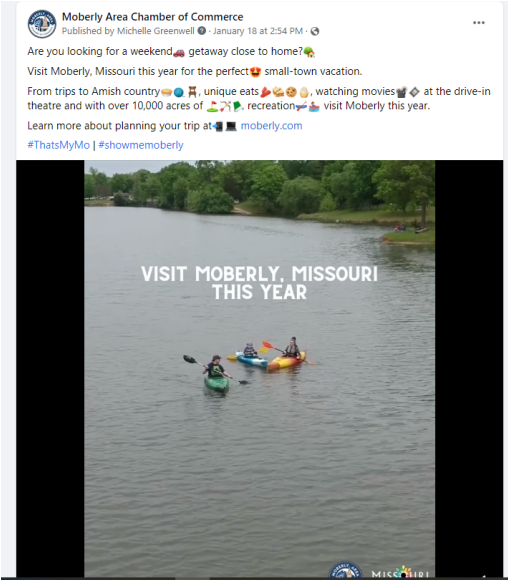 Moberly Area Chamber of Commerce
Published by Michelle Greenwell · January 18 at 2:54 PM ·
Are you looking for a weekend🚗 getaway close to home?🏡
Visit Moberly, Missouri this year for the perfect😍 small-town vacation.
From trips to Amish country, unique eats, watching movies at the drive-in
theatre and with over 10,000 acres of recreation visit Moberly this year.
Learn more about planning your trip at📲💻 moberly.com
#ThatsMyMo | #showmemoberly
VISIT MOBERLY, MISSOURI
THIS YEAR
MOBERLY AREA
MISSOURI